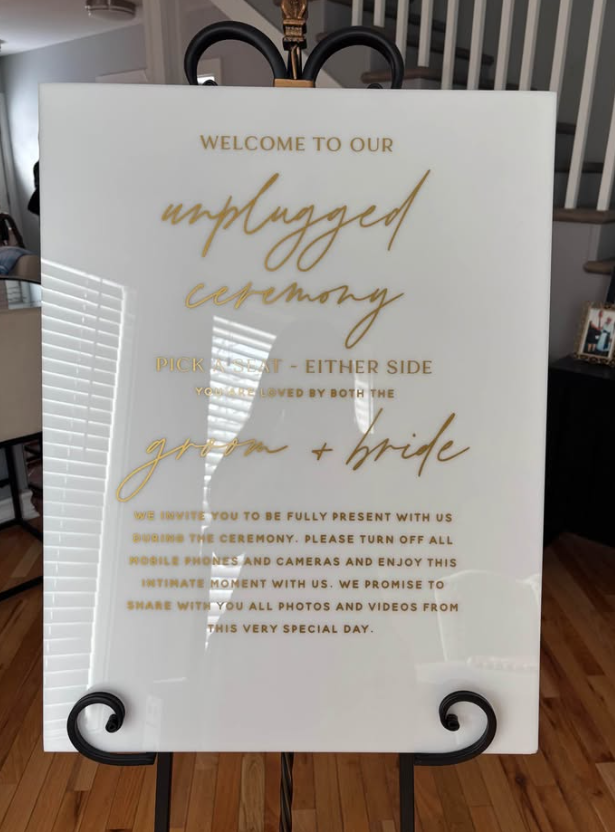 WELCOME TO OUR
unplugged
ceremony
PICK A SEAT - EITHER SIDE
YOU ARE LOVED BY BOTH THE
groom + bride
WE INVITE YOU TO BE FULLY PRESENT WITH US
DURING THE CEREMONY. PLEASE TURN OFF ALL
MOBILE PHONES AND CAMERAS AND ENJOY THIS
INTIMATE MOMENT WITH US. WE PROMISE TO
SHARE WITH YOU ALL PHOTOS AND VIDEOS FROM
THIS VERY SPECIAL DAY.